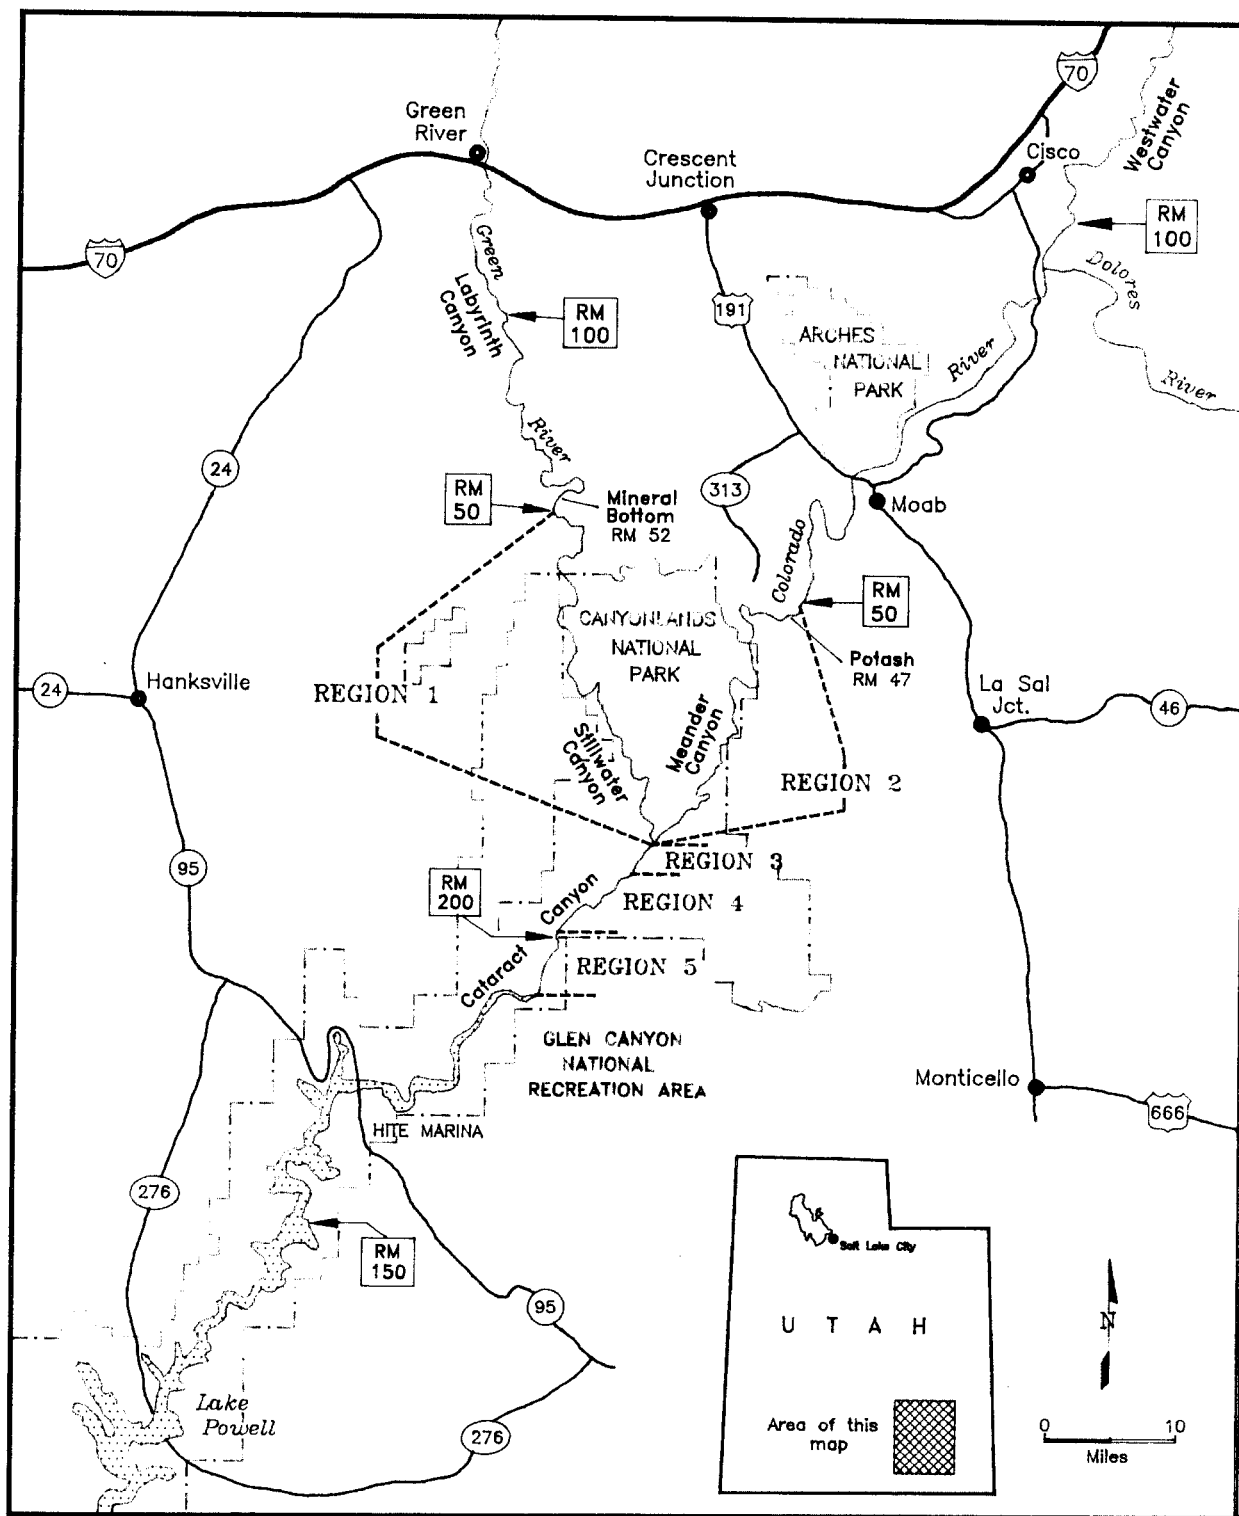 70
Green
River
Crescent
Junction
Cisco
Westwater
Canyon
RM
100
70
Green
Labyrinth
Canyon
RM
100
191
Dolores
River
ARCHES
NATIONAL
PARK
River
River
24
RM
50
Mineral
Bottom
RM 52
313
Moab
Colorado
RM
50
CANYONLANDS
NATIONAL
PARK
Potash
RM 47
24
Hanksville
REGION 1
La Sal
Jct.
46
Stillwater
Canyon
Meander
Canyon
REGION 2
REGION 3
95
RM
200
Canyon
REGION 4
Cataract
REGION 5
GLEN CANYON
NATIONAL
RECREATION AREA
Monticello
666
HITE MARINA
276
RM
150
Salt Lake City
95
UTAH
N
Lake
Powell
276
Area of this
map
0 10
Miles